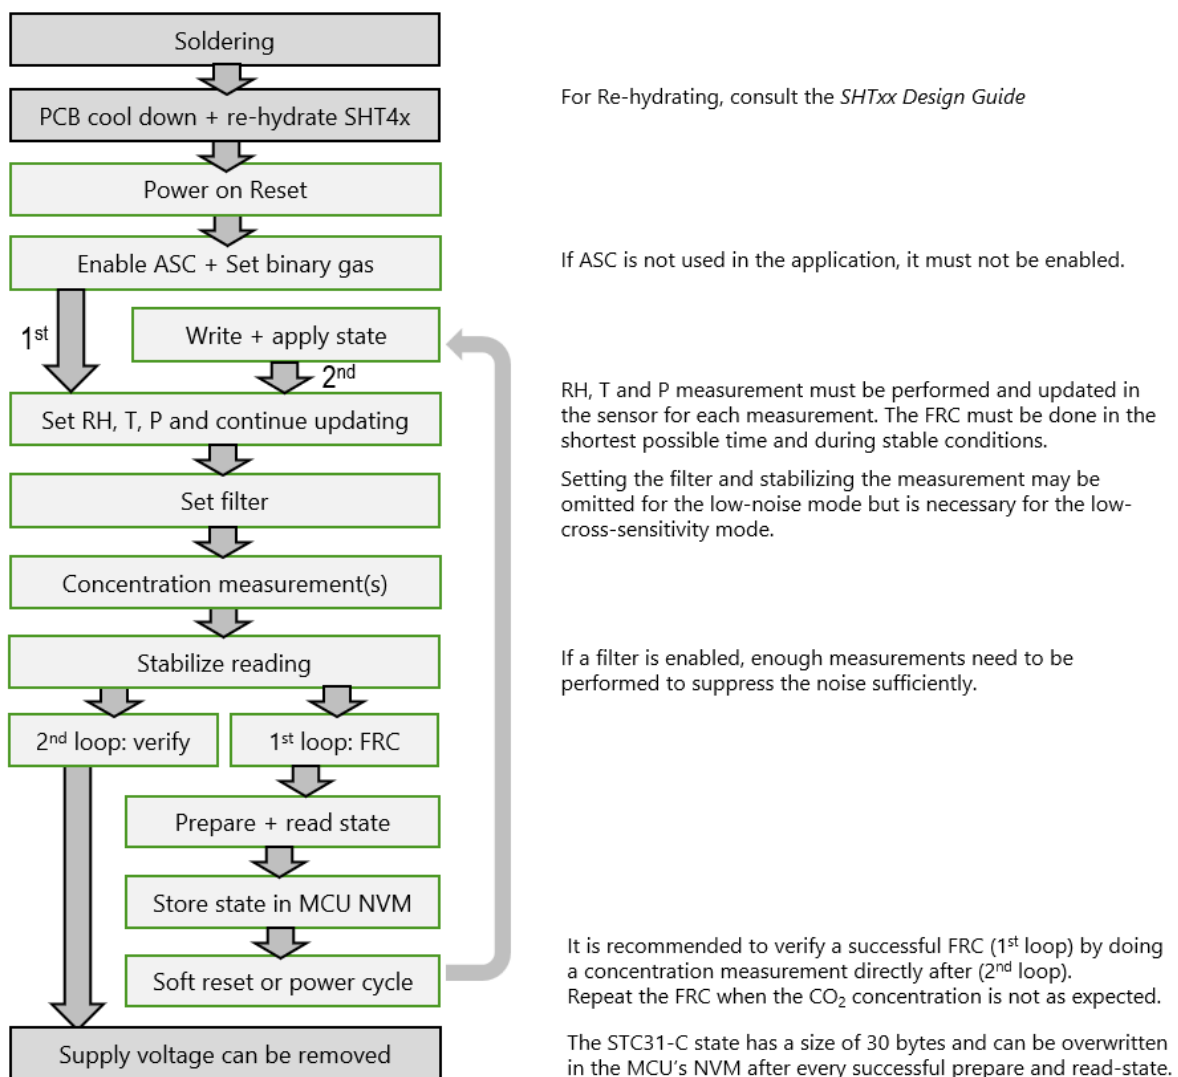 Soldering
PCB cool down + re-hydrate SHT4x
For Re-hydrating, consult the SHTxx Design Guide
Power on Reset
Enable ASC + Set binary gas
If ASC is not used in the application, it must not be enabled.
1st
Write + apply state
2nd
Set RH, T, P and continue updating
RH, T and P measurement must be performed and updated in
the sensor for each measurement. The FRC must be done in the
shortest possible time and during stable conditions.
Set filter
Setting the filter and stabilizing the measurement may be
omitted for the low-noise mode but is necessary for the low-
cross-sensitivity mode.
Concentration measurement(s)
Stabilize reading
If a filter is enabled, enough measurements need to be
performed to suppress the noise sufficiently.
2nd loop: verify
1st loop: FRC
Prepare + read state
Store state in MCU NVM
Soft reset or power cycle
It is recommended to verify a successful FRC (1st loop) by doing
a concentration measurement directly after (2nd loop).
Repeat the FRC when the CO2 concentration is not as expected.
Supply voltage can be removed
The STC31-C state has a size of 30 bytes and can be overwritten
in the MCU's NVM after every successful prepare and read-state.